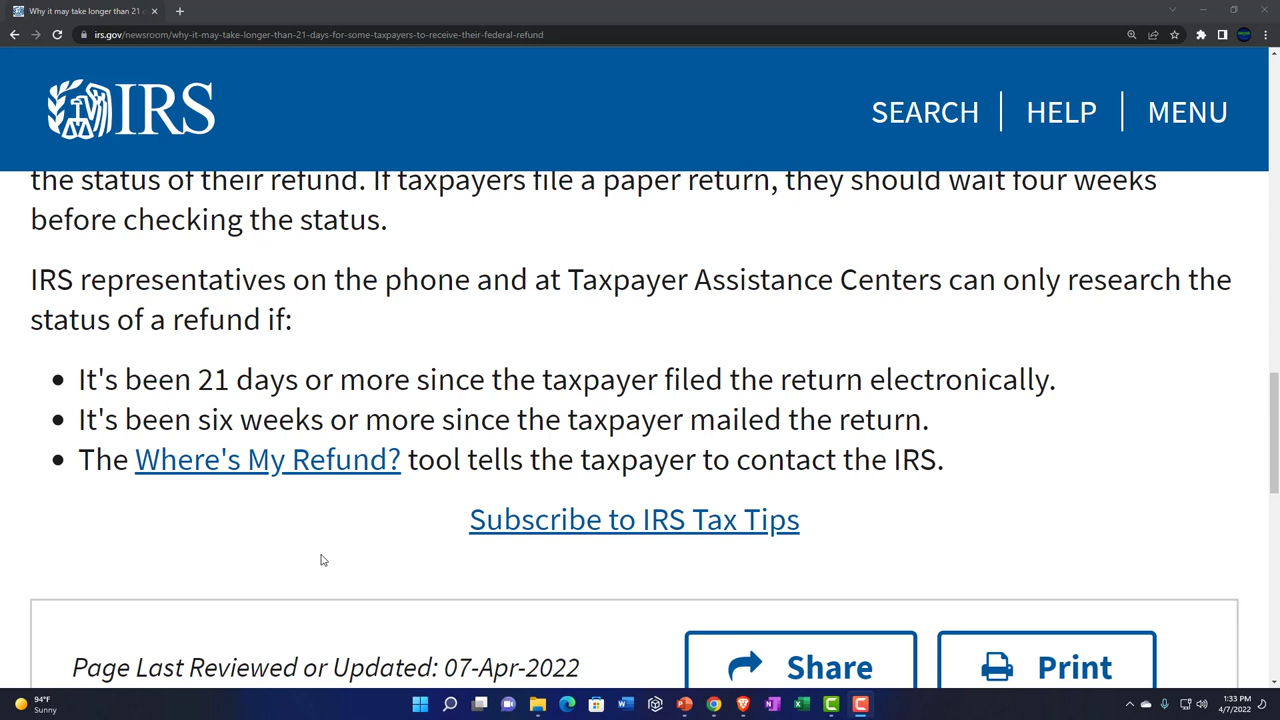 Why it may take longer than 21
irs.gov/newsroom/why-it-may-take-longer-than-21-days-for-some-taxpayers-to-receive-their-federal-refund
IRS
SEARCH
HELP
MENU
the status of their refund. If taxpayers file a paper return, they should wait four weeks
before checking the status.
IRS representatives on the phone and at Taxpayer Assistance Centers can only research the
status of a refund if:
It's been 21 days or more since the taxpayer filed the return electronically.
It's been six weeks or more since the taxpayer mailed the return.
The Where's My Refund? tool tells the taxpayer to contact the IRS.
Subscribe to IRS Tax Tips
Page Last Reviewed or Updated: 07-Apr-2022
Share
Print
94°F
Sunny
1:33 PM
4/7/2022